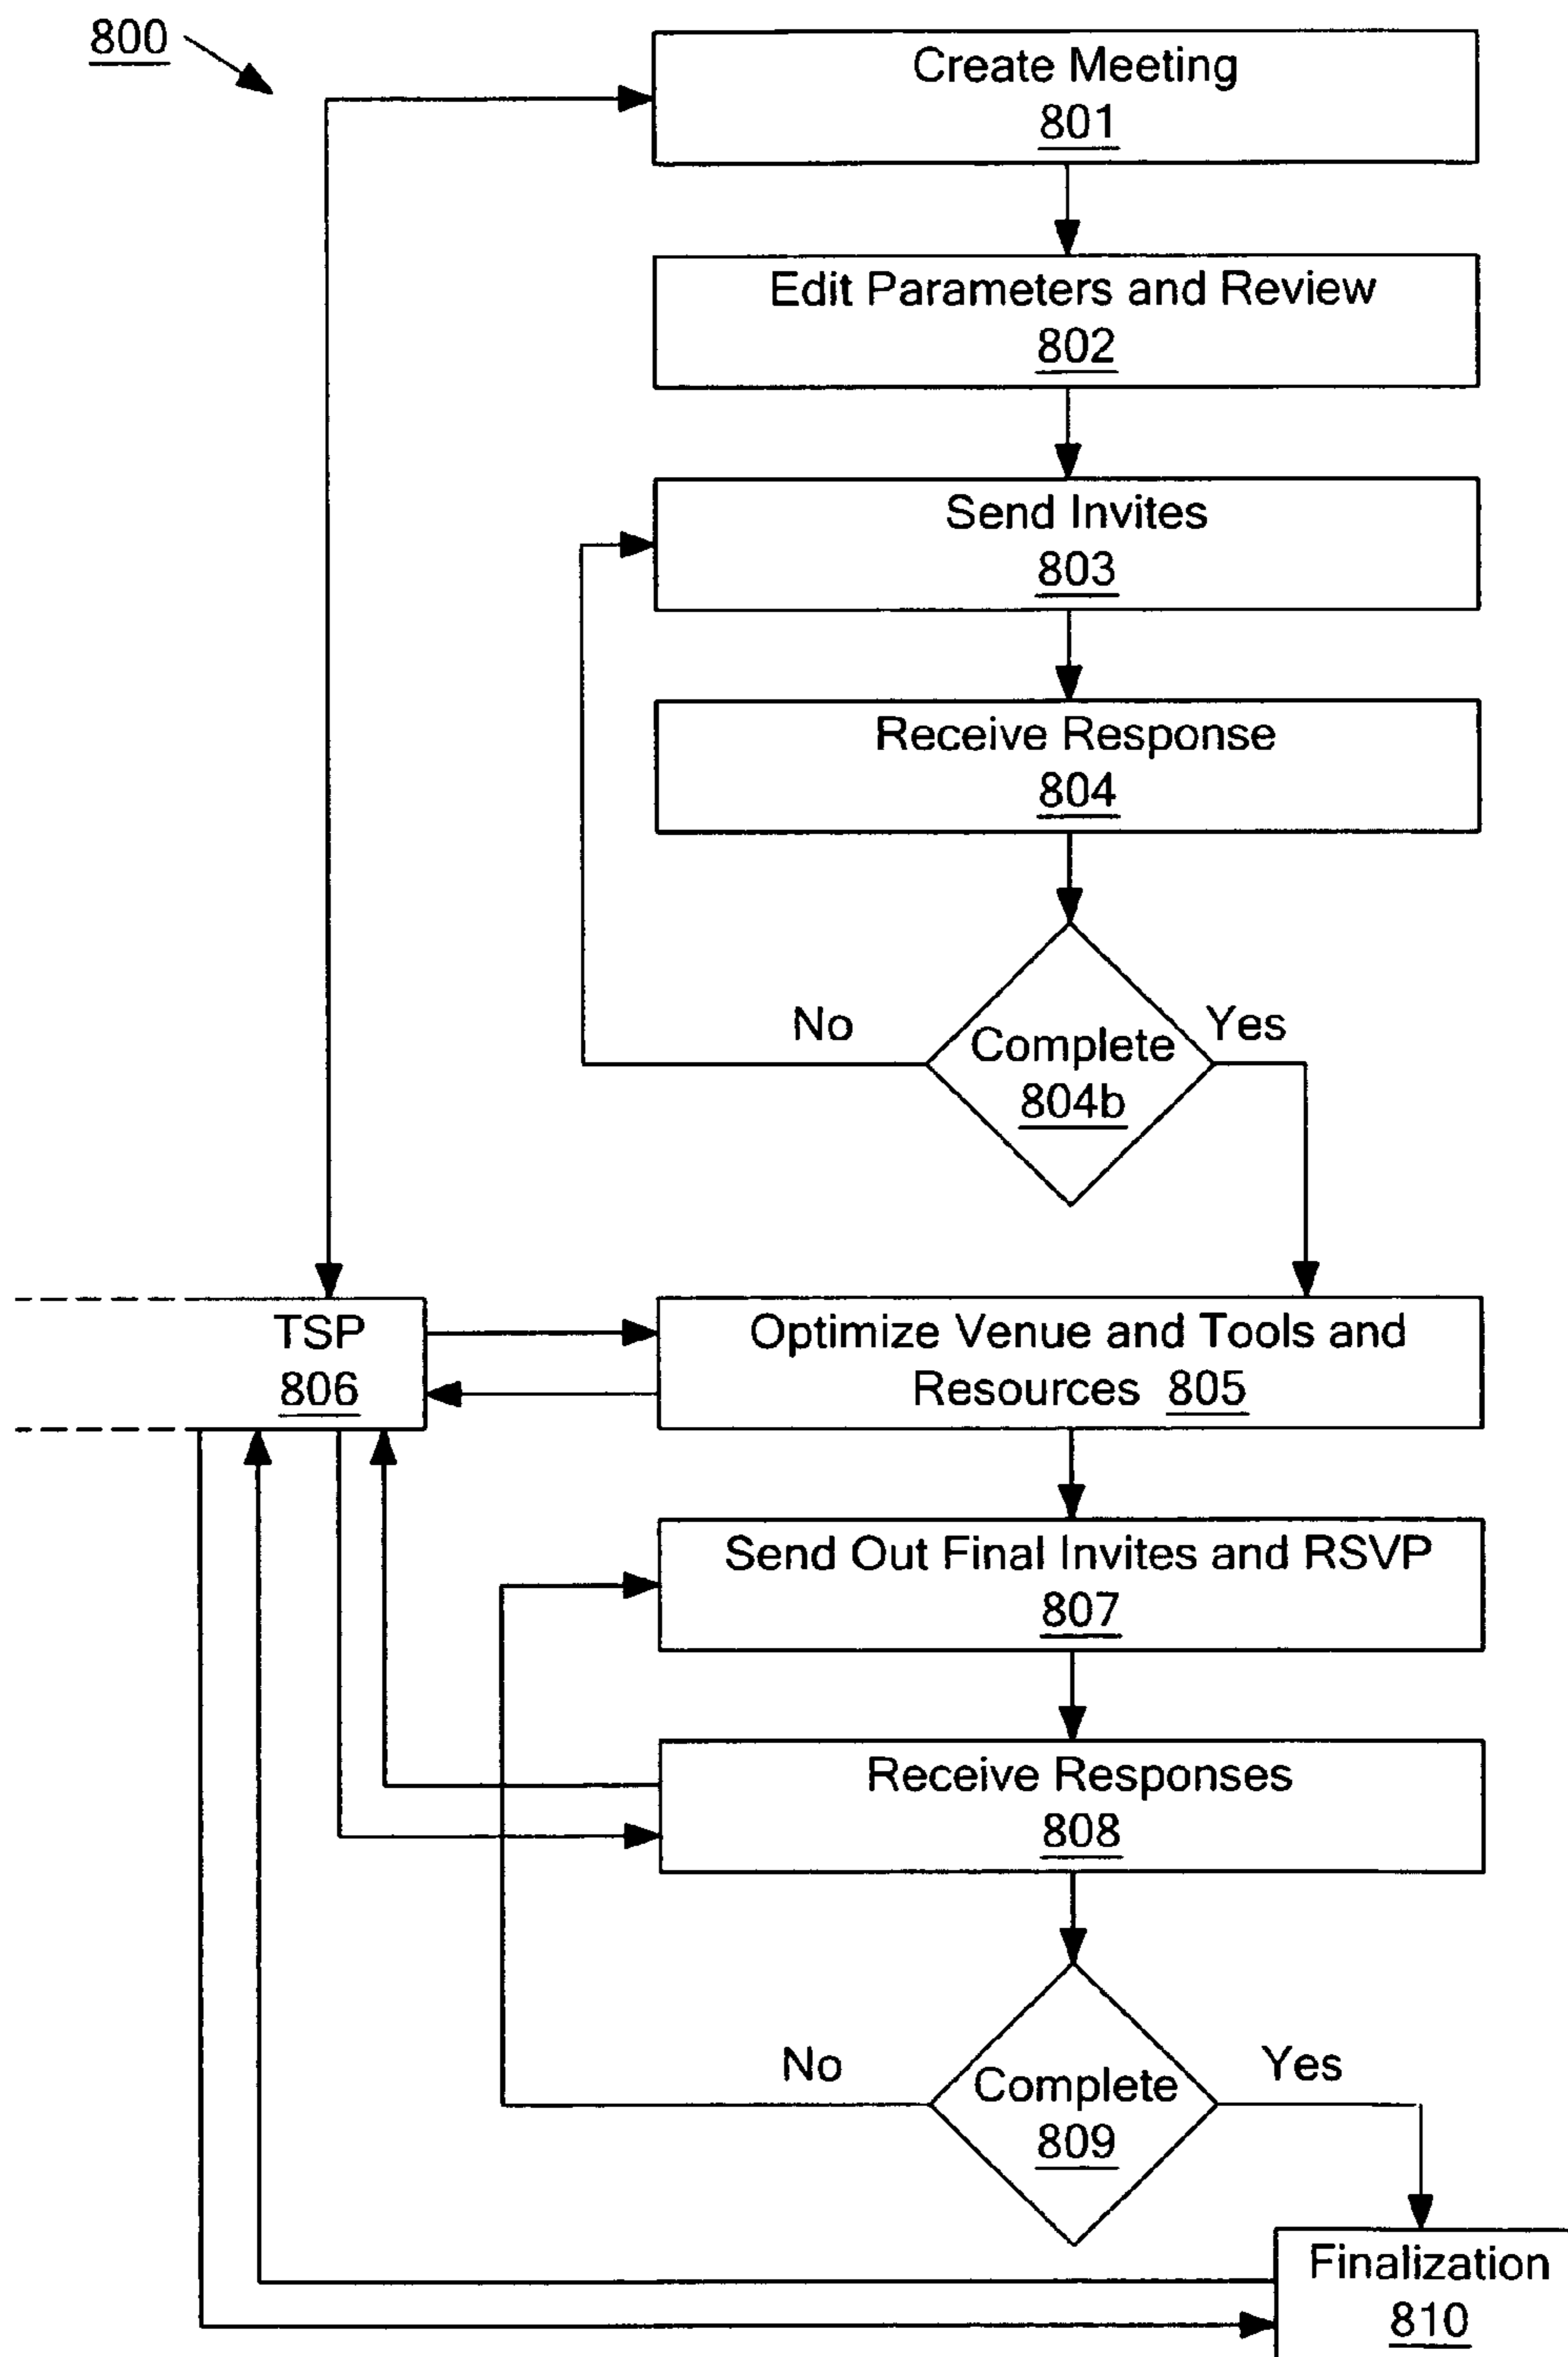 800
Create Meeting
801
Edit Parameters and Review
802
Send Invites
803
Receive Response
804
No
Yes
Complete
804b
TSP
806
Optimize Venue and Tools and
Resources 805
Send Out Final Invites and RSVP
807
Receive Responses
808
No
Yes
Complete
809
Finalization
810